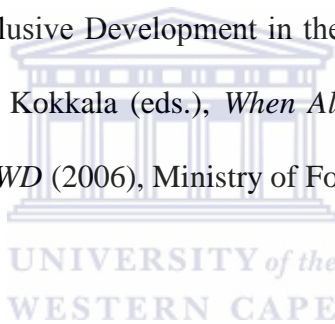 lusive Development in the
Kokkala (eds.), When Al
WD (2006), Ministry of Fo
UNIVERSITY of the
WESTERN CAPE